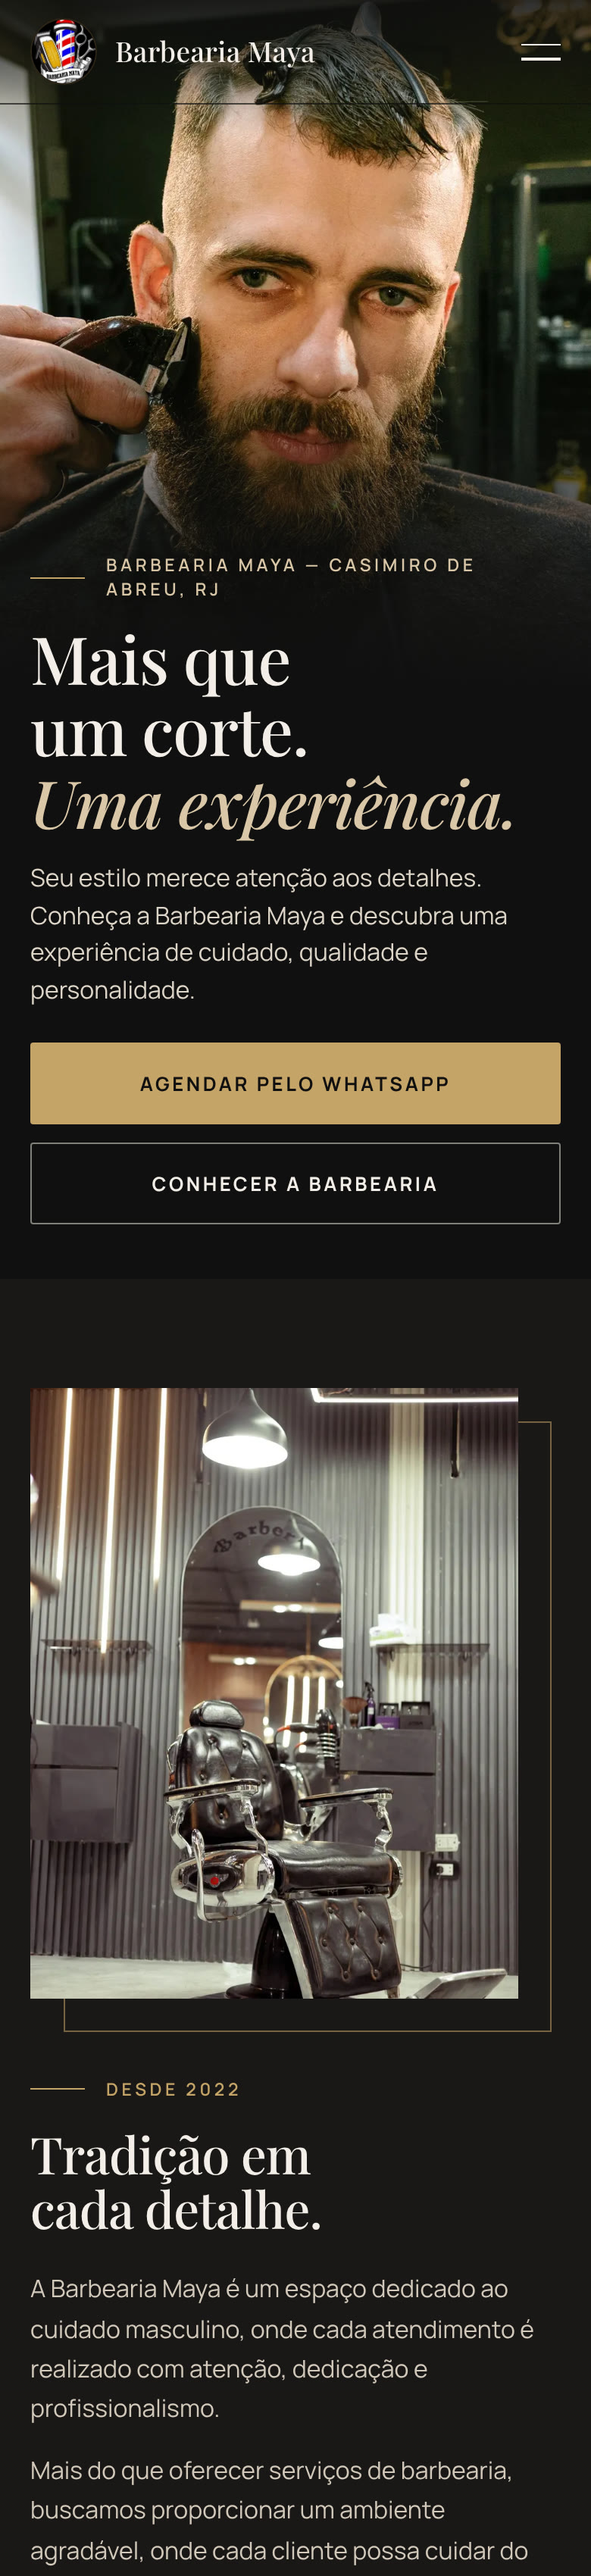 BARBEARIA MAYA
Barbearia Maya
BARBEARIA MAYA — CASIMIRO DE
ABREU, RJ
Mais que
um corte.
Uma experiência.
Seu estilo merece atenção aos detalhes.
Conheça a Barbearia Maya e descubra uma
experiência de cuidado, qualidade e
personalidade.
AGENDAR PELO WHATSAPP
CONHECER A BARBEARIA
Barber
DESDE 2022
Tradição em
cada detalhe.
A Barbearia Maya é um espaço dedicado ao
cuidado masculino, onde cada atendimento é
realizado com atenção, dedicação e
profissionalismo.
Mais do que oferecer serviços de barbearia,
buscamos proporcionar um ambiente
agradável, onde cada cliente possa cuidar do